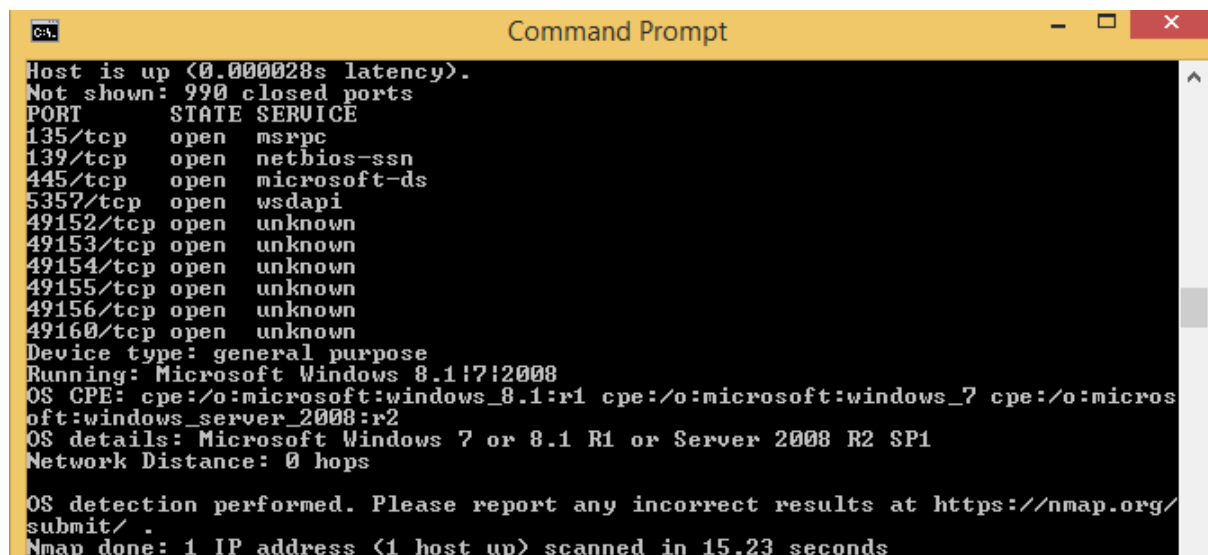 C:\.
Command Prompt
Host is up (0.000028s latency).
Not shown: 990 closed ports
PORT      STATE SERVICE
135/tcp   open  msrpc
139/tcp   open  netbios-ssn
445/tcp   open  microsoft-ds
5357/tcp  open  wsdapi
49152/tcp open  unknown
49153/tcp open  unknown
49154/tcp open  unknown
49155/tcp open  unknown
49156/tcp open  unknown
49160/tcp open  unknown
Device type: general purpose
Running: Microsoft Windows 8.1|7|2008
OS CPE: cpe:/o:microsoft:windows_8.1:r1 cpe:/o:microsoft:windows_7 cpe:/o:micros
oft:windows_server_2008:r2
OS details: Microsoft Windows 7 or 8.1 R1 or Server 2008 R2 SP1
Network Distance: 0 hops
OS detection performed. Please report any incorrect results at https://nmap.org/
submit/ .
Nmap done: 1 IP address (1 host up) scanned in 15.23 seconds